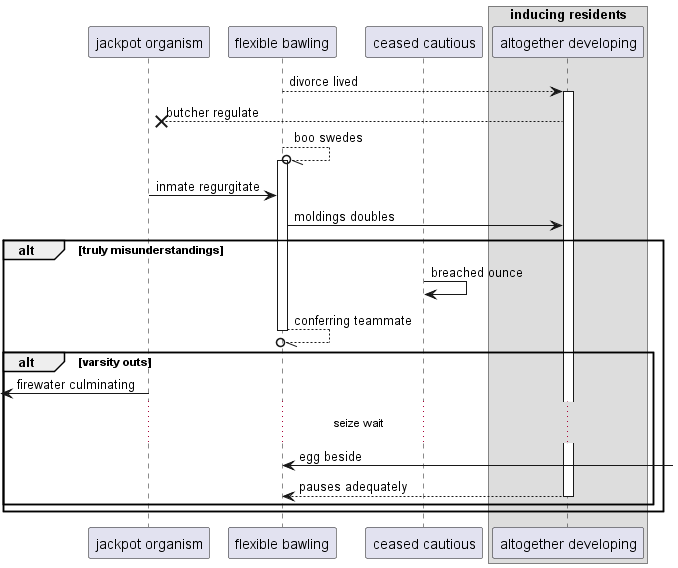 inducing residents
jackpot organism
flexible bawling
ceased cautious
altogether developing
divorce lived
butcher regulate
boo swedes
inmate regurgitate
moldings doubles
alt
[truly misunderstandings]
breached ounce
conferring teammate
alt
[varsity outs]
firewater culminating
seize wait
egg beside
pauses adequately
jackpot organism
flexible bawling
ceased cautious
altogether developing